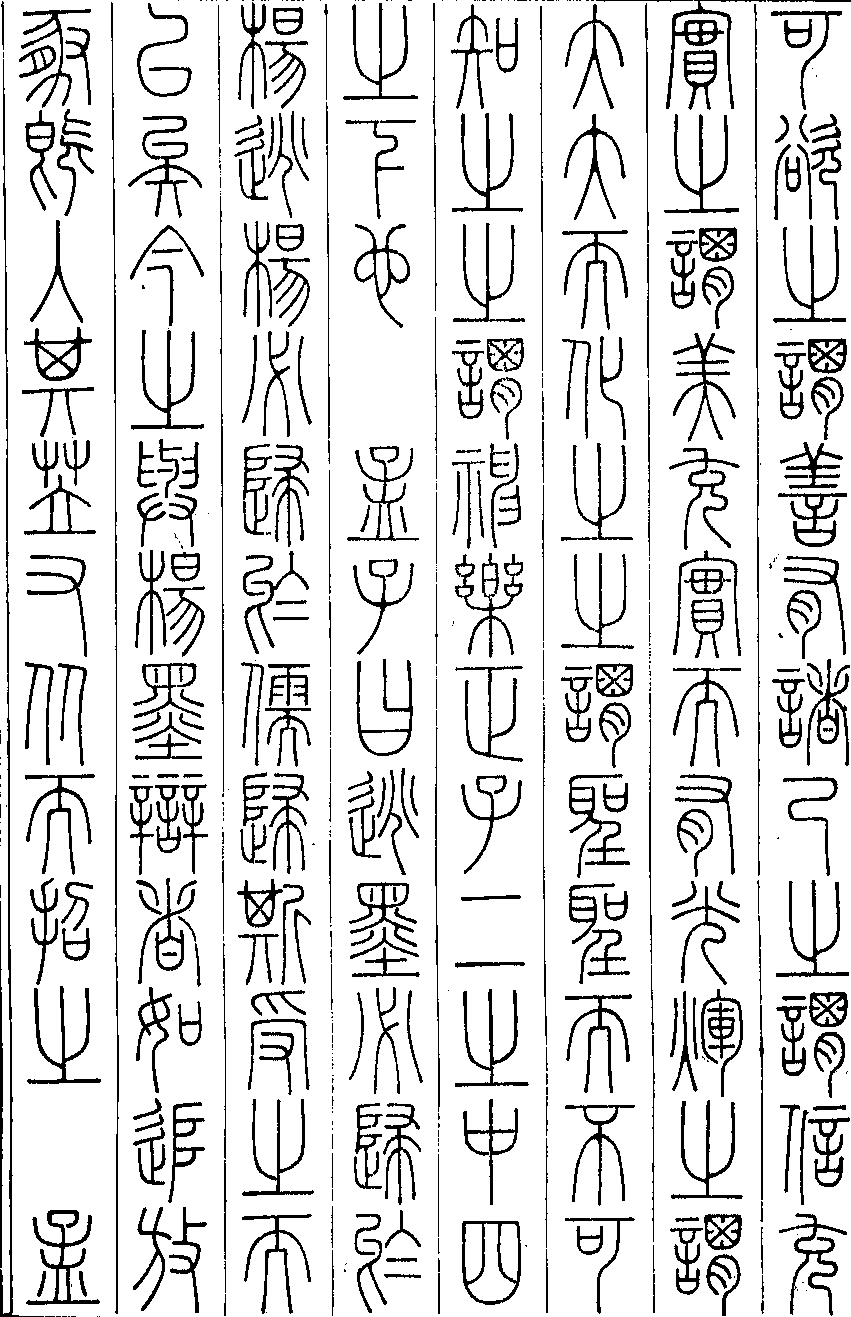 可欲之謂善有諸己之謂信充
實之謂美充實而有光輝之謂
大大而化之之謂聖聖而不可
知之之謂神樂正子二之中四
之下也　孟子曰逃墨必歸於
楊逃楊必歸於儒歸斯受之而
已矣今之與楊墨辯者如追放
豚既入其苙又从而招之　孟